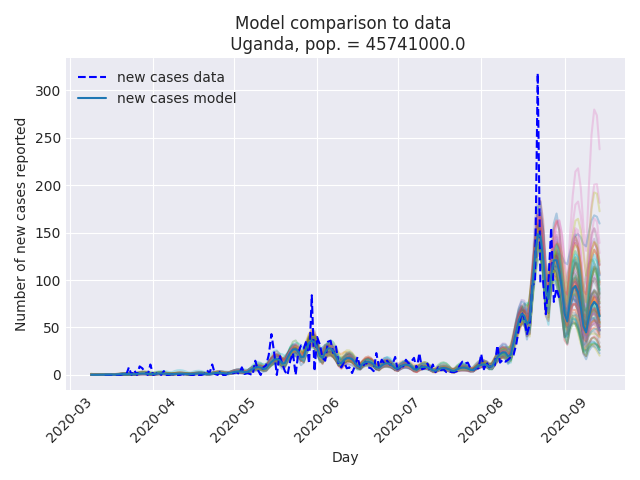 Model comparison to data
Uganda, pop. = 45741000.0
new cases data
new cases model
Number of new cases reported
300
250
200
150
100
50
0
2020-03
2020-04
2020-05
2020-06
2020-07
2020-08
2020-09
Day